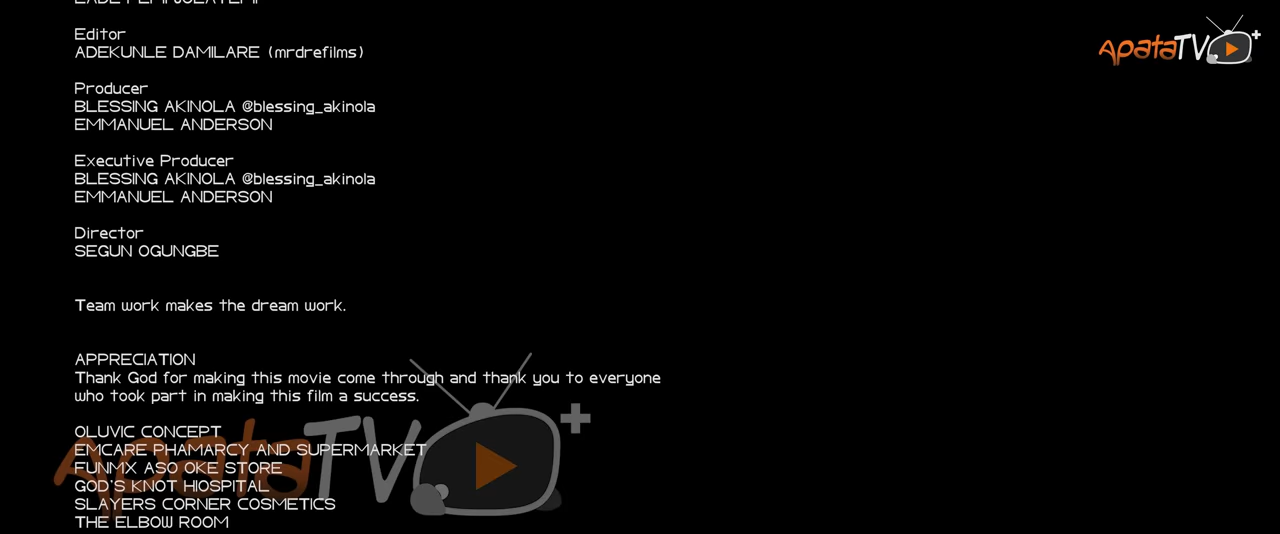 Editor
ADEKUNLE DAMILARE (mrdrefilms)
Producer
BLESSING AKINOLA @blessing_akinola
EMMANUEL ANDERSON
Executive Producer
BLESSING AKINOLA @blessing_akinola
EMMANUEL ANDERSON
Director
SEGUN OGUNGBE
Team work makes the dream work.
APPRECIATION
Thank God for making this movie come through and thank you to everyone
who took part in making this film a success.
OLUVIC CONCEPT
EMCARE PHAMARCY AND SUPERMARKET
FUNMX ASO OKE STORE
GOD'S KNOT HIOSPITAL
SLAYERS CORNER COSMETICS
THE ELBOW ROOM
ApataTV+
ApataTV+